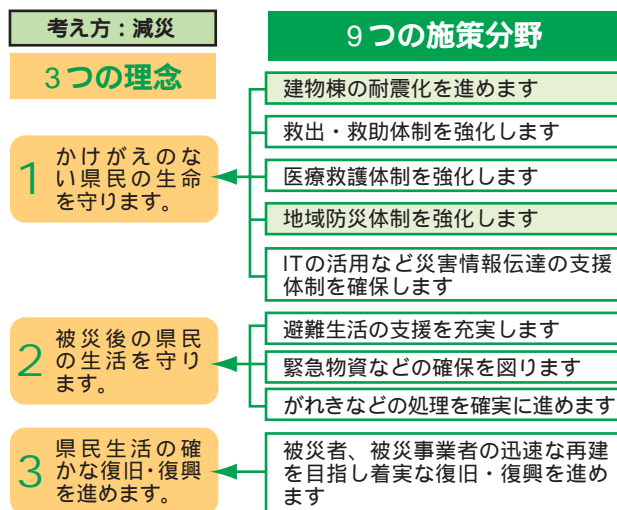 考え方：減災
3つの理念
9つの施策分野
1
かけがえのな
い県民の生命
を守ります。
建物棟の耐震化を進めます
救出・救助体制を強化します
医療救護体制を強化します
地域防災体制を強化します
ITの活用など災害情報伝達の支援
体制を確保します
2
被災後の県民
の生活を守り
ます。
避難生活の支援を充実します
緊急物資などの確保を図ります
がれきなどの処理を確実に進めます
3
県民生活の確
かな復旧・復興
を進めます。
被災者、被災事業者の迅速な再建
を目指し着実な復旧・復興を進め
ます